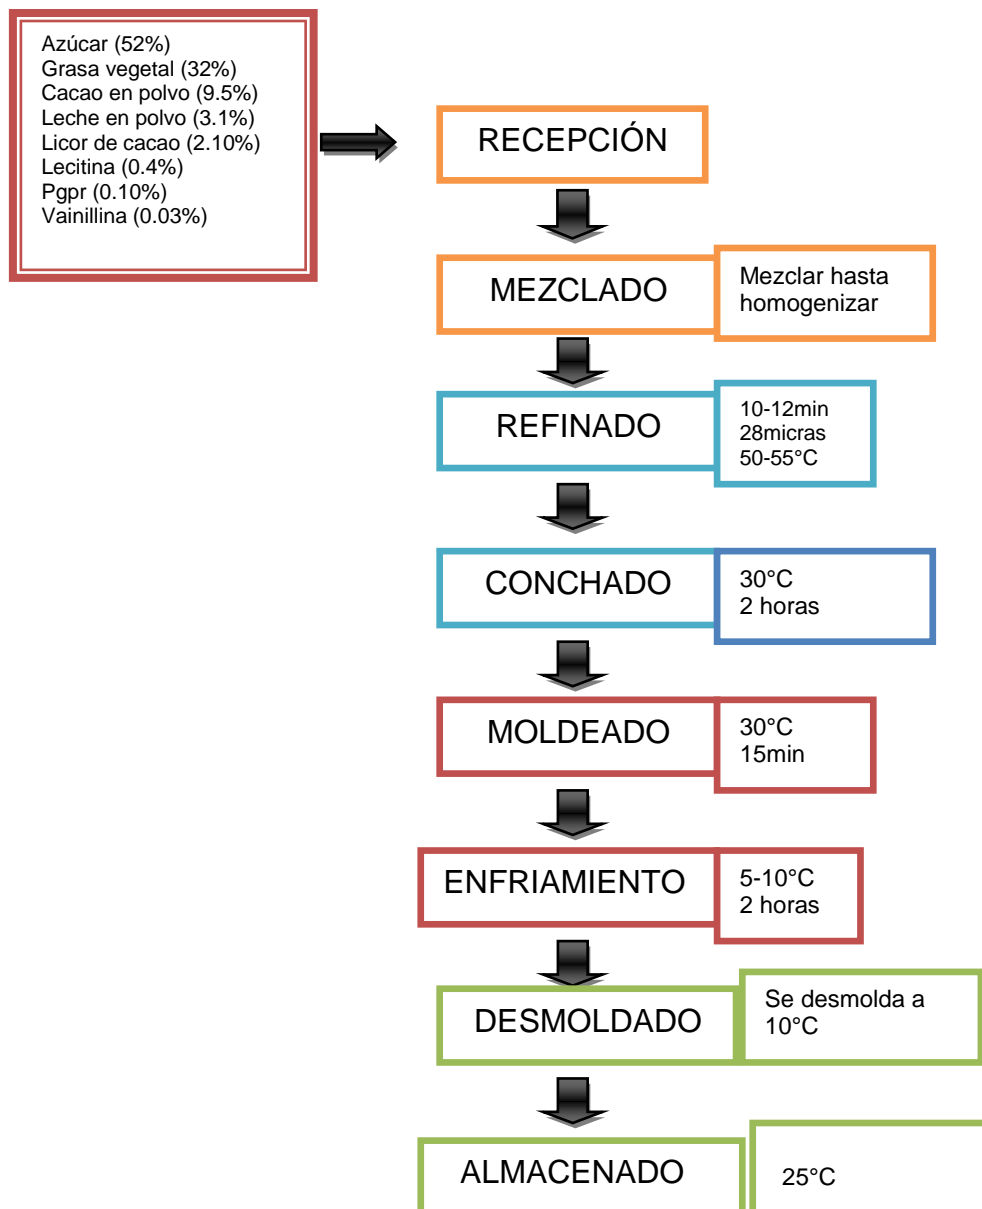 Azúcar (52%)
Grasa vegetal (32%)
Cacao en polvo (9.5%)
Leche en polvo (3.1%)
Licor de cacao (2.10%)
Lecitina (0.4%)
Pgpr (0.10%)
Vainillina (0.03%)
RECEPCIÓN
MEZCLADO
Mezclar hasta
homogenizar
REFINADO
10-12min
28micras
50-55°C
CONCHADO
30°C
2 horas
MOLDEADO
30°C
15min
ENFRIAMIENTO
5-10°C
2 horas
DESMOLDADO
Se desmolda a
10°C
ALMACENADO
25°C